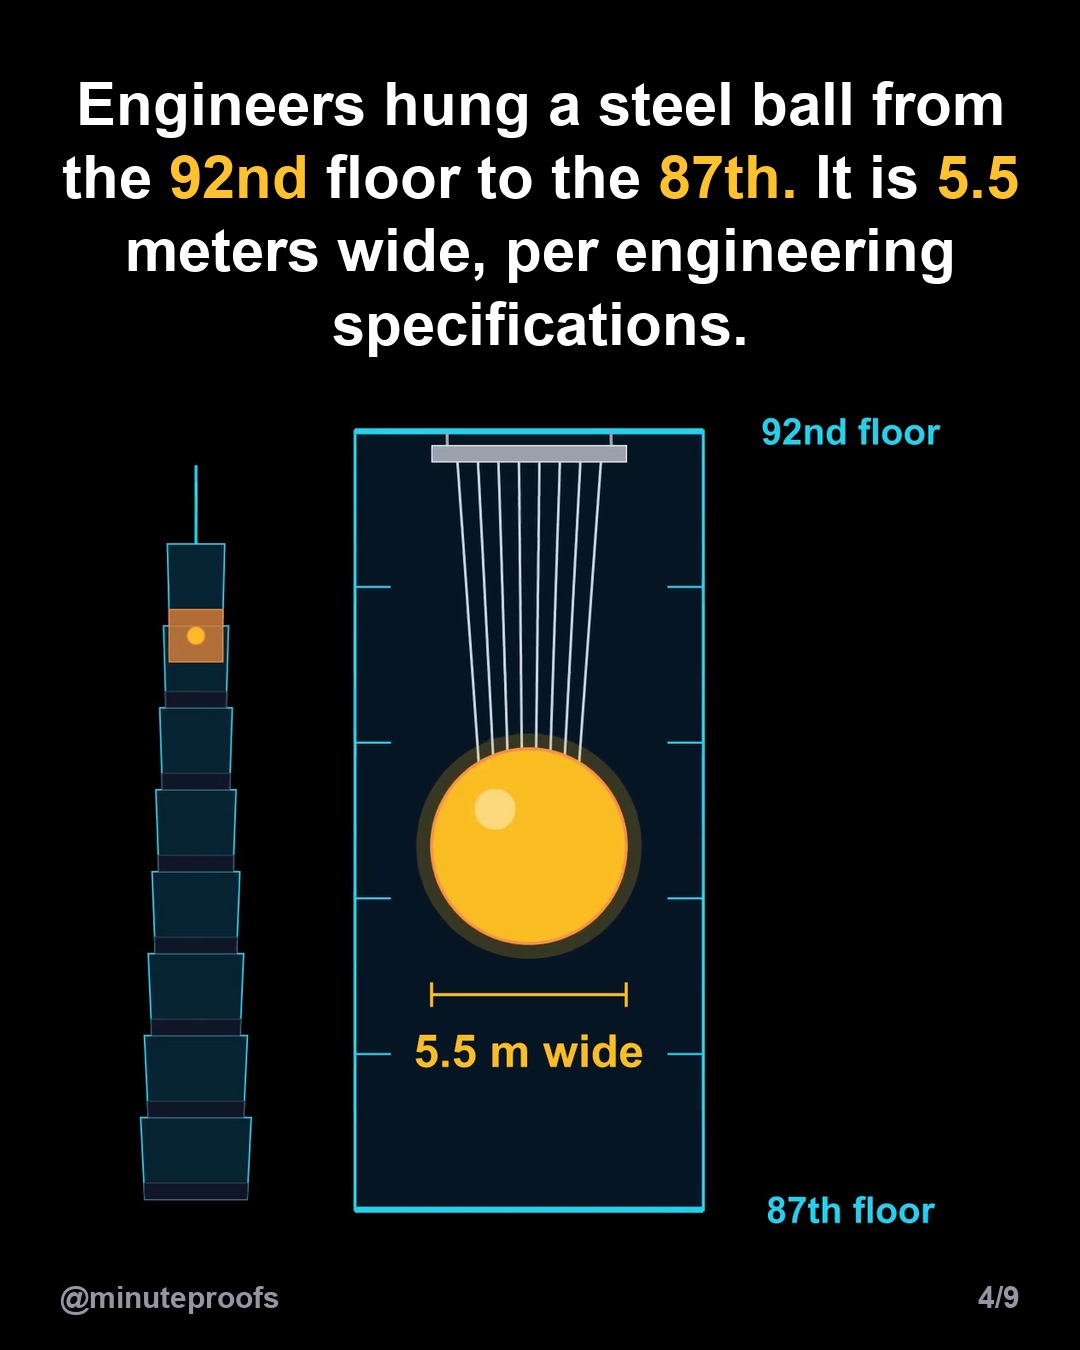 Engineers hung a steel ball from
the 92nd floor to the 87th. It is 5.5
meters wide, per engineering
specifications.
92nd floor
5.5 m wide
87th floor
@minuteproofs
4/9